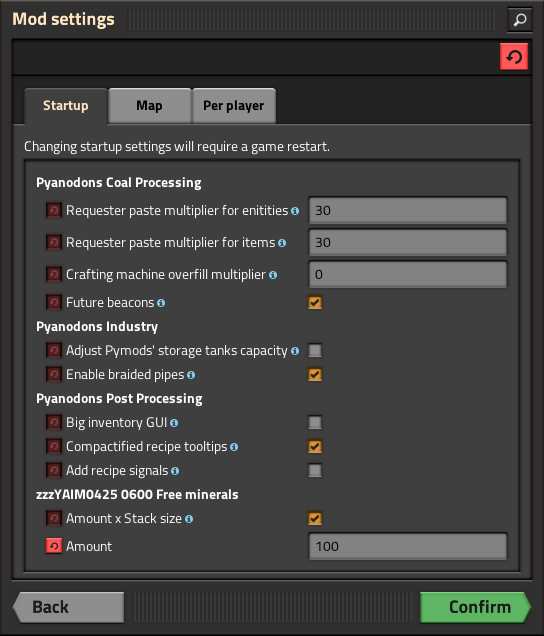 Mod settings
Startup
Map
Per player
Changing startup settings will require a game restart.
Pyanodons Coal Processing
Requester paste multiplier for enitities
30
Requester paste multiplier for items
30
Crafting machine overfill multiplier
0
Future beacons
Pyanodons Industry
Adjust Pymods' storage tanks capacity
Enable braided pipes
Pyanodons Post Processing
Big inventory GUI
Compactified recipe tooltips
Add recipe signals
zzzYAIM0425 0600 Free minerals
Amount x Stack size
Amount
100
Back
Confirm